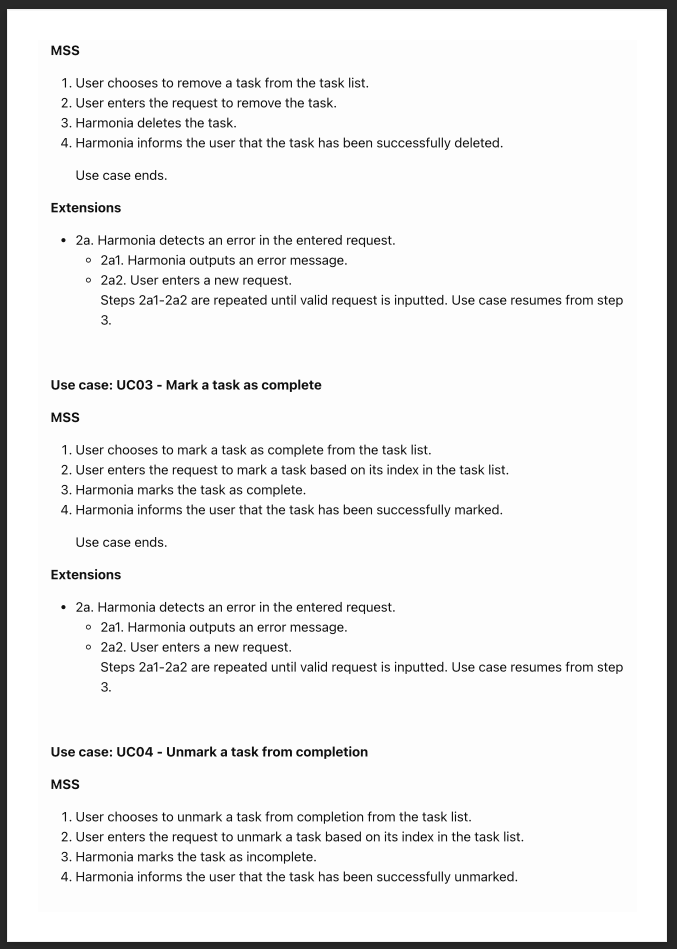 MSS
1. User chooses to remove a task from the task list.
2. User enters the request to remove the task.
3. Harmonia deletes the task.
4. Harmonia informs the user that the task has been successfully deleted.
Use case ends.
Extensions
• 2a. Harmonia detects an error in the entered request.
◦ 2a1. Harmonia outputs an error message.
◦ 2a2. User enters a new request.
Steps 2a1-2a2 are repeated until valid request is inputted. Use case resumes from step
3.
Use case: UC03 - Mark a task as complete
MSS
1. User chooses to mark a task as complete from the task list.
2. User enters the request to mark a task based on its index in the task list.
3. Harmonia marks the task as complete.
4. Harmonia informs the user that the task has been successfully marked.
Use case ends.
Extensions
• 2a. Harmonia detects an error in the entered request.
◦ 2a1. Harmonia outputs an error message.
◦ 2a2. User enters a new request.
Steps 2a1-2a2 are repeated until valid request is inputted. Use case resumes from step
3.
Use case: UC04 - Unmark a task from completion
MSS
1. User chooses to unmark a task from completion from the task list.
2. User enters the request to unmark a task based on its index in the task list.
3. Harmonia marks the task as incomplete.
4. Harmonia informs the user that the task has been successfully unmarked.